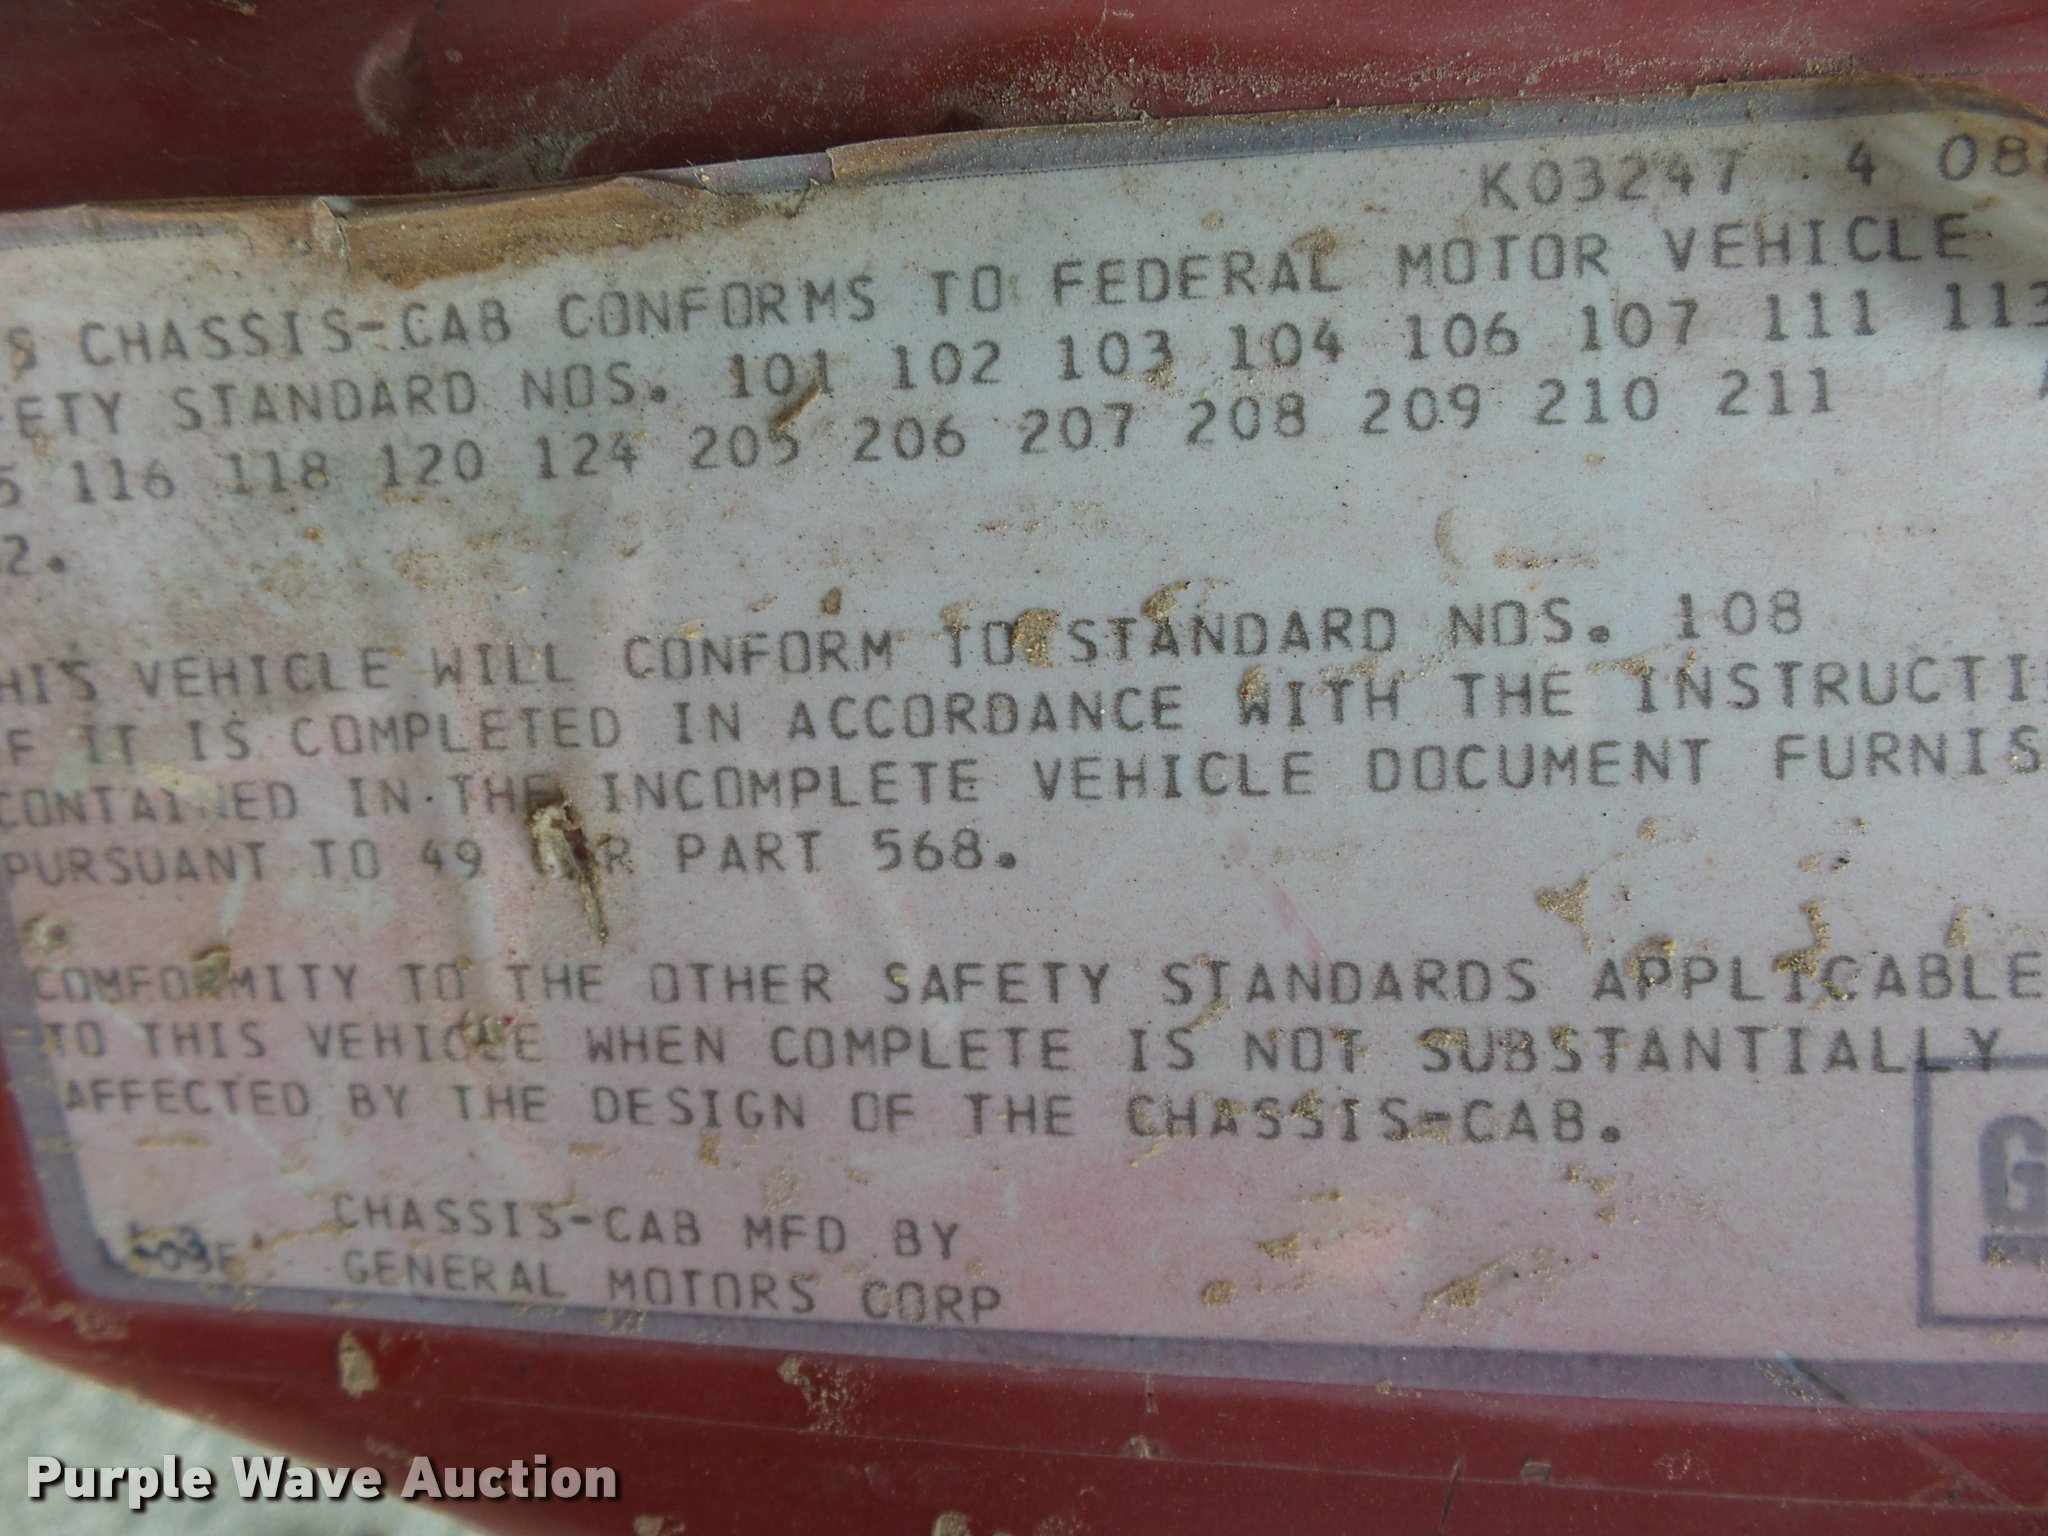 K03247 4 08
S CHASSIS-CAB CONFORMS TO FEDERAL MOTOR VEHICLE
FETY STANDARD NOS. 101 102 103 104 106 107 111 113
5 116 118 120 124 205 206 207 208 209 210 211
2.
HIS VEHICLE WILL CONFORM TO STANDARD NOS. 108
F IT IS COMPLETED IN ACCORDANCE WITH THE INSTRUCTI
CONTAINED IN THE INCOMPLETE VEHICLE DOCUMENT FURNIS
PURSUANT TO 49 CFR PART 568.
COMFORMITY TO THE OTHER SAFETY STANDARDS APPLICABLE
TO THIS VEHICLE WHEN COMPLETE IS NOT SUBSTANTIALLY
AFFECTED BY THE DESIGN OF THE CHASSIS-CAB.
CHASSIS-CAB MFD BY
GENERAL MOTORS CORP
G
Purple Wave Auction